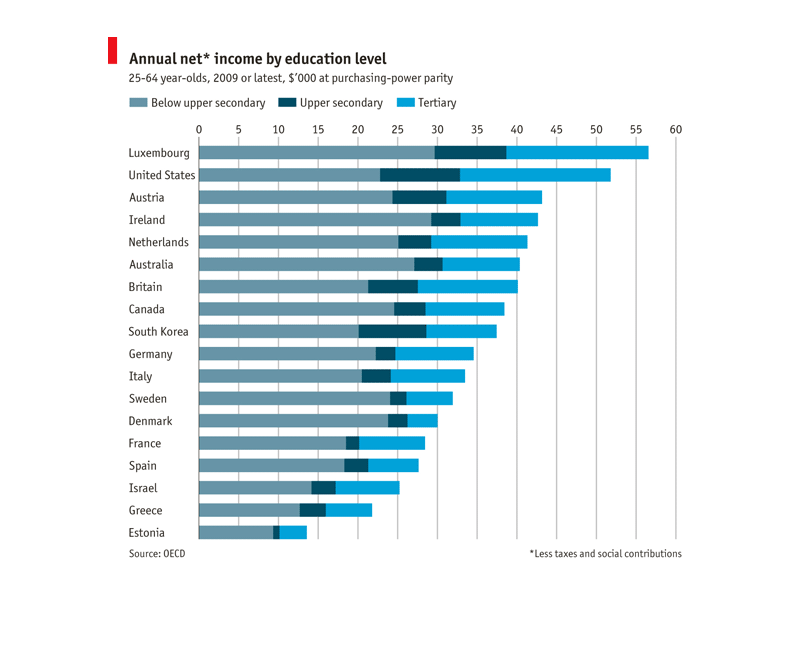 Annual net* income by education level
25-64 year-olds, 2009 or latest, $'000 at purchasing-power parity
Below upper secondary Upper secondary Tertiary
0 5 10 15 20 25 30 35 40 45 50 55 60
Luxembourg
United States
Austria
Ireland
Netherlands
Australia
Britain
Canada
South Korea
Germany
Italy
Sweden
Denmark
France
Spain
Israel
Greece
Estonia
Source: OECD *Less taxes and social contributions